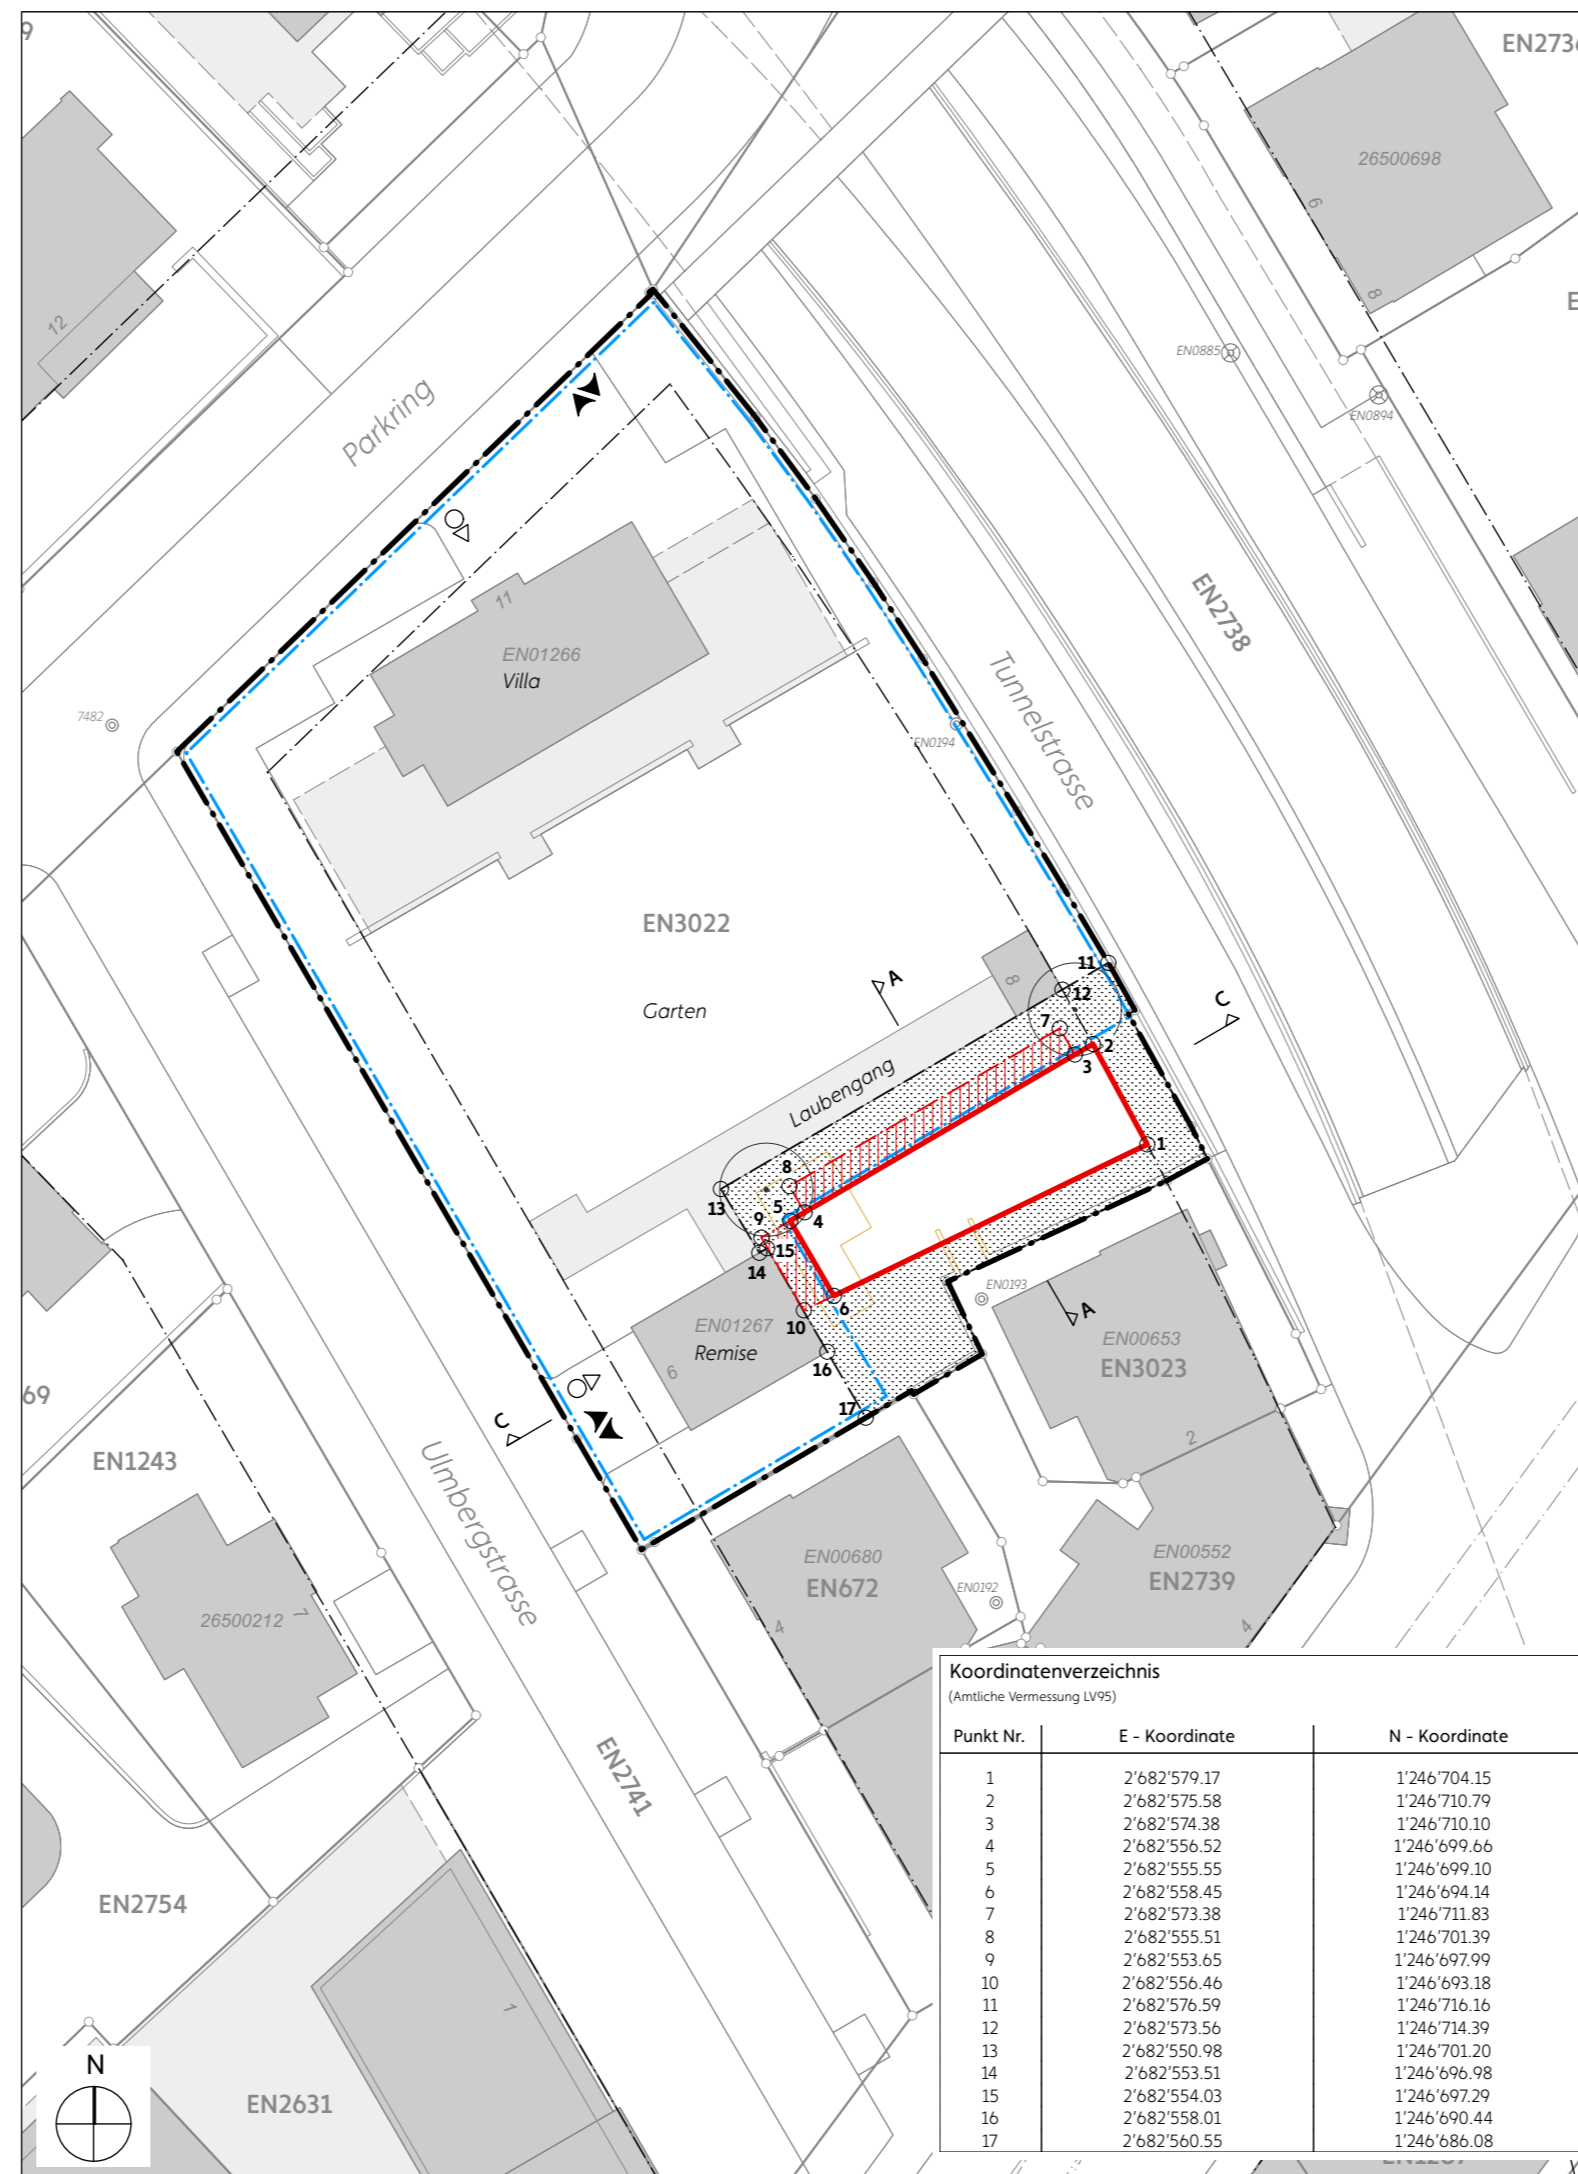 9
EN2736
26500698
6
8
E
12
Parkring
EN0885
EN0894
11
EN01266
Villa
EN2738
7482
Tunnelstrasse
EN0194
EN3022
11
A
8
12
C
Garten
7
2
3
Laubengang
1
8
13
5
4
9
15
14
EN0193
6
10
A
EN01267
Remise
EN00653
EN3023
16
6
69
17
C
2
EN1243
Ulmbergstrasse
EN00680
EN672
EN00552
EN2739
EN0192
26500212
7
4
4
Koordinatenverzeichnis
(Amtliche Vermessung LV95)
Punkt Nr. E - Koordinate N - Koordinate
1 2'682'579.17 1'246'704.15
2 2'682'575.58 1'246'710.79
3 2'682'574.38 1'246'710.10
4 2'682'556.52 1'246'699.66
5 2'682'555.55 1'246'699.10
6 2'682'558.45 1'246'694.14
7 2'682'573.38 1'246'711.83
8 2'682'555.51 1'246'701.39
9 2'682'553.65 1'246'697.99
10 2'682'556.46 1'246'693.18
11 2'682'576.59 1'246'716.16
12 2'682'573.56 1'246'714.39
13 2'682'550.98 1'246'701.20
14 2'682'553.51 1'246'696.98
15 2'682'554.03 1'246'697.29
16 2'682'558.01 1'246'690.44
17 2'682'560.55 1'246'686.08
EN2741
EN2754
1
N
EN2631